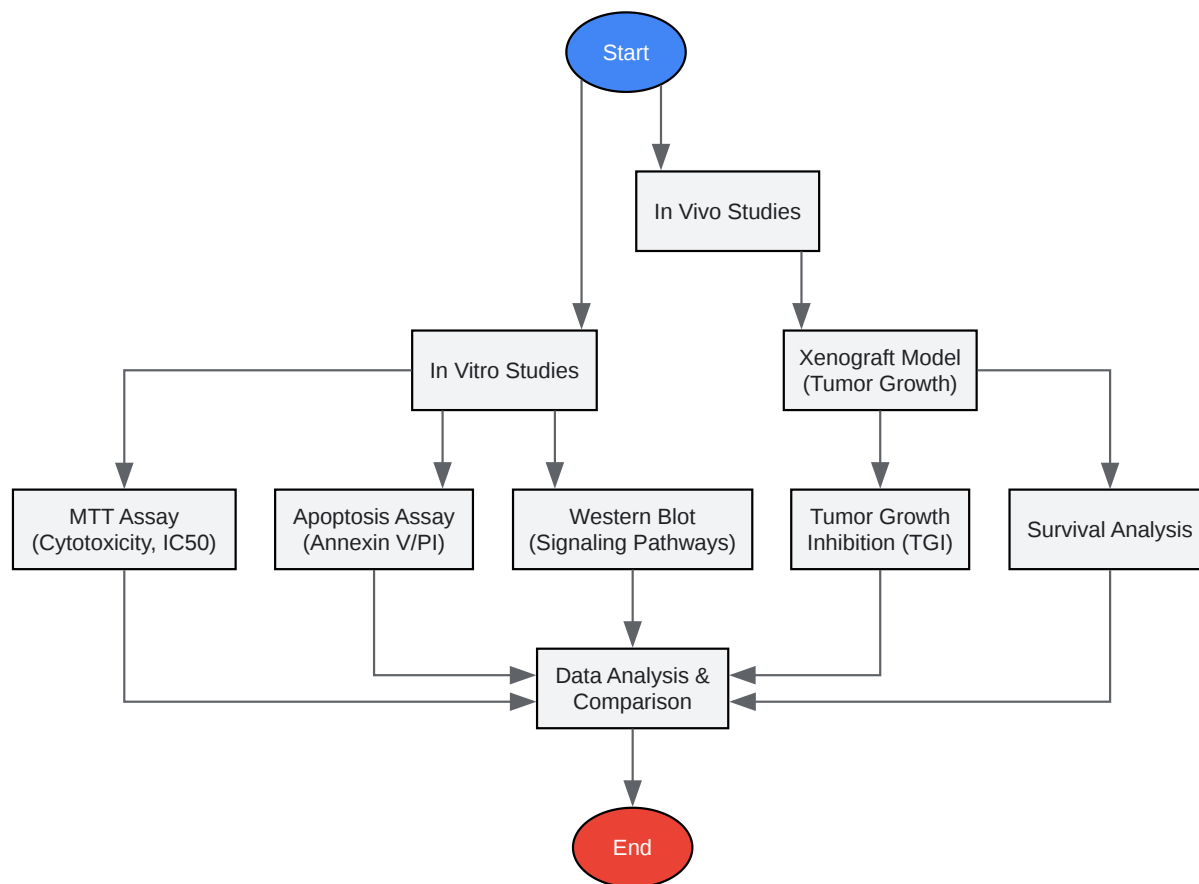 Start
In Vivo Studies
In Vitro Studies
Xenograft Model
(Tumor Growth)
MTT Assay
(Cytotoxicity, IC50)
Apoptosis Assay
(Annexin V/PI)
Western Blot
(Signaling Pathways)
Tumor Growth
Inhibition (TGI)
Survival Analysis
Data Analysis &
Comparison
End